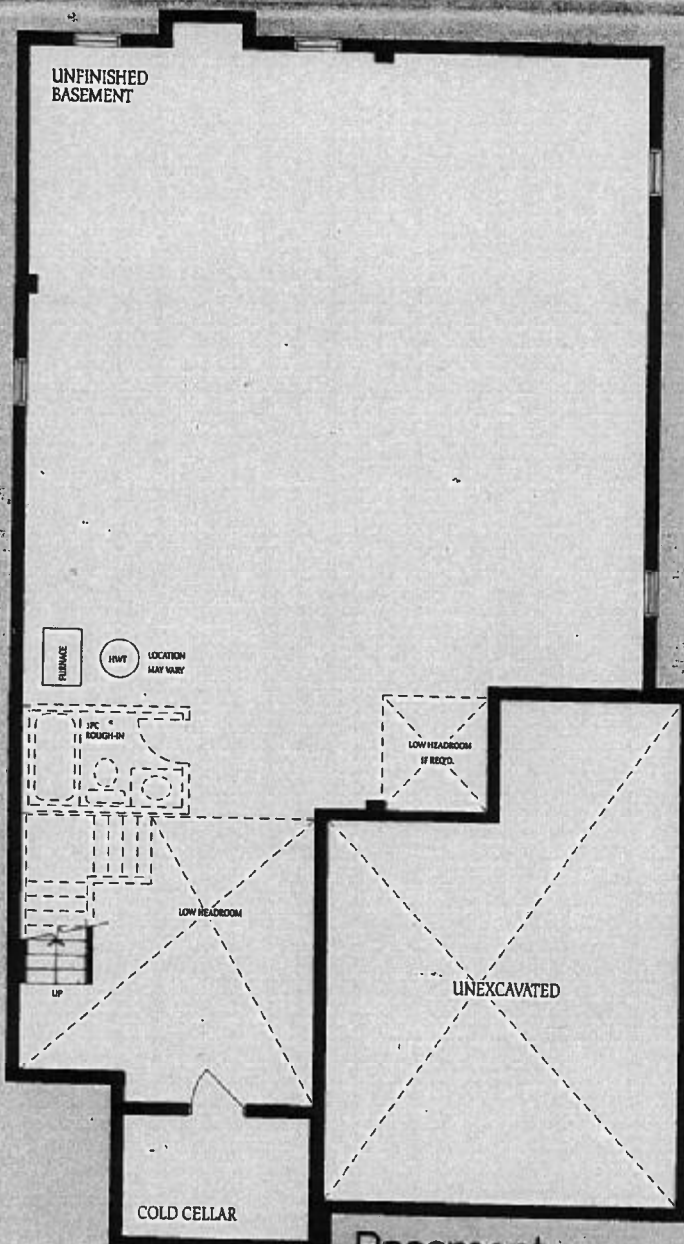 UNFINISHED
BASEMENT
FURNACE
HWT
LOCATION
MAY VARY
3PC
ROUGH-IN
LOW HEADROOM
IF REQ'D.
LOW HEADROOM
UP
UNEXCAVATED
COLD CELLAR
Basement